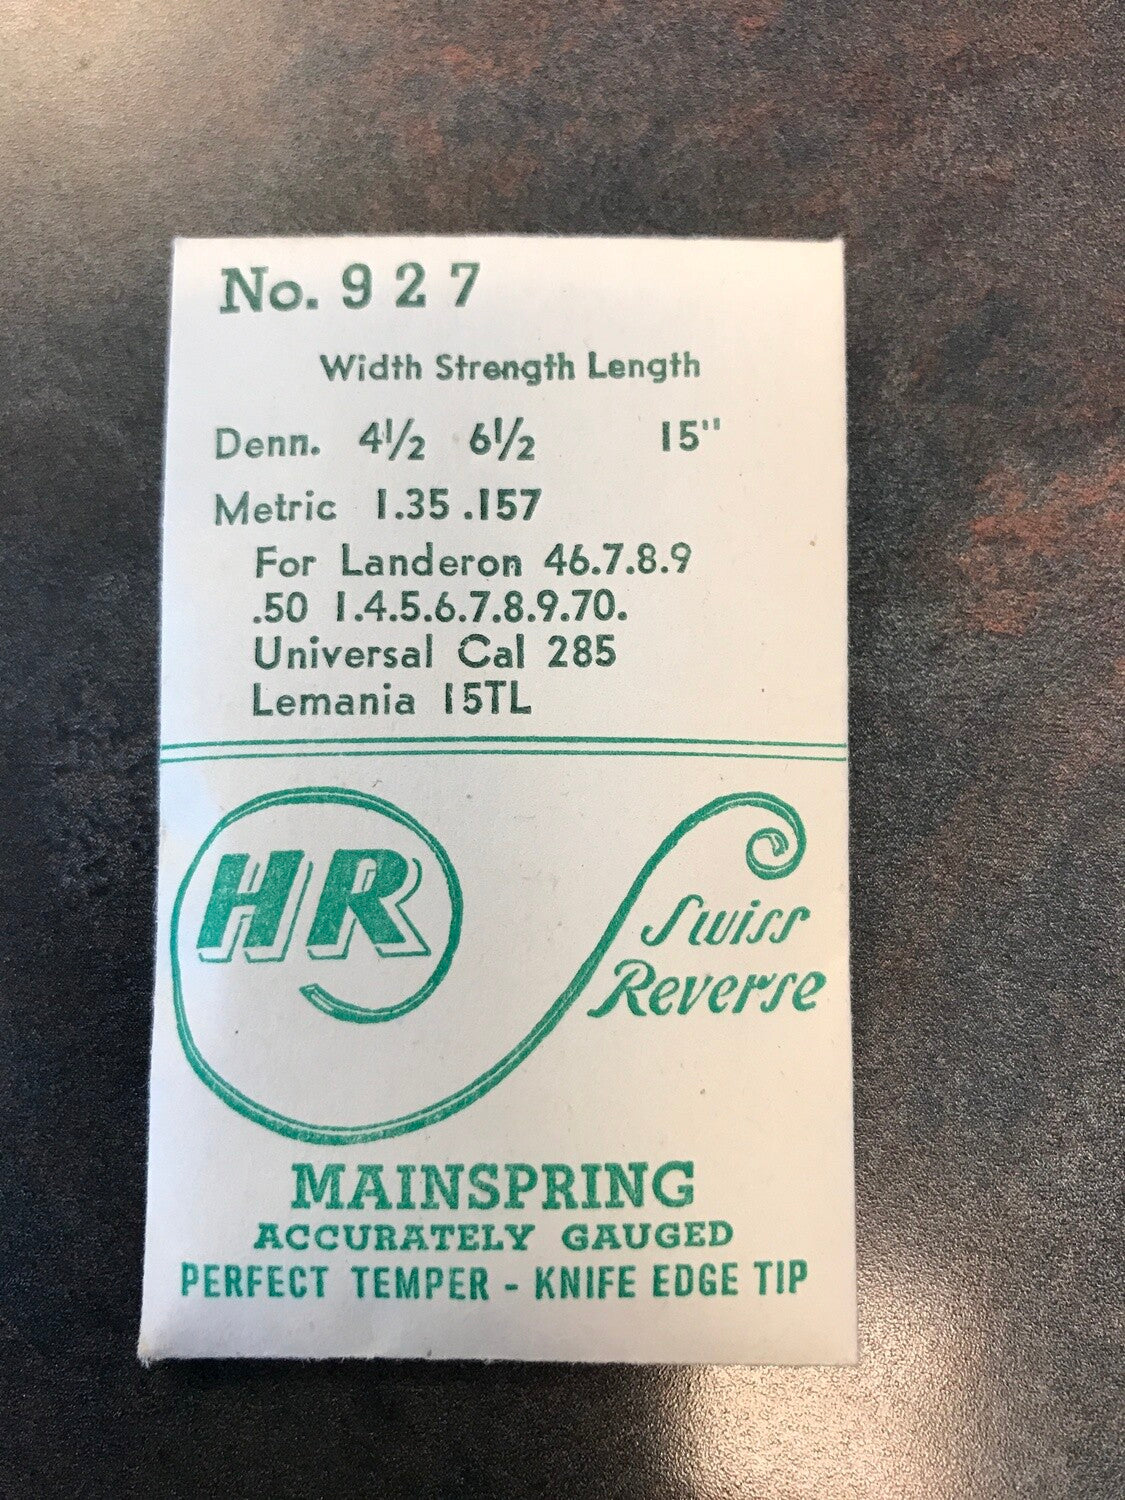 No. 927
Width Strength Length
Denn. 4½ 6½ 15"
Metric 1.35 .157
For Landeron 46.7.8.9
.50 1.4.5.6.7.8.9.70.
Universal Cal 285
Lemania 15TL
HR
Swiss
Reverse
MAINSPRING
ACCURATELY GAUGED
PERFECT TEMPER - KNIFE EDGE TIP